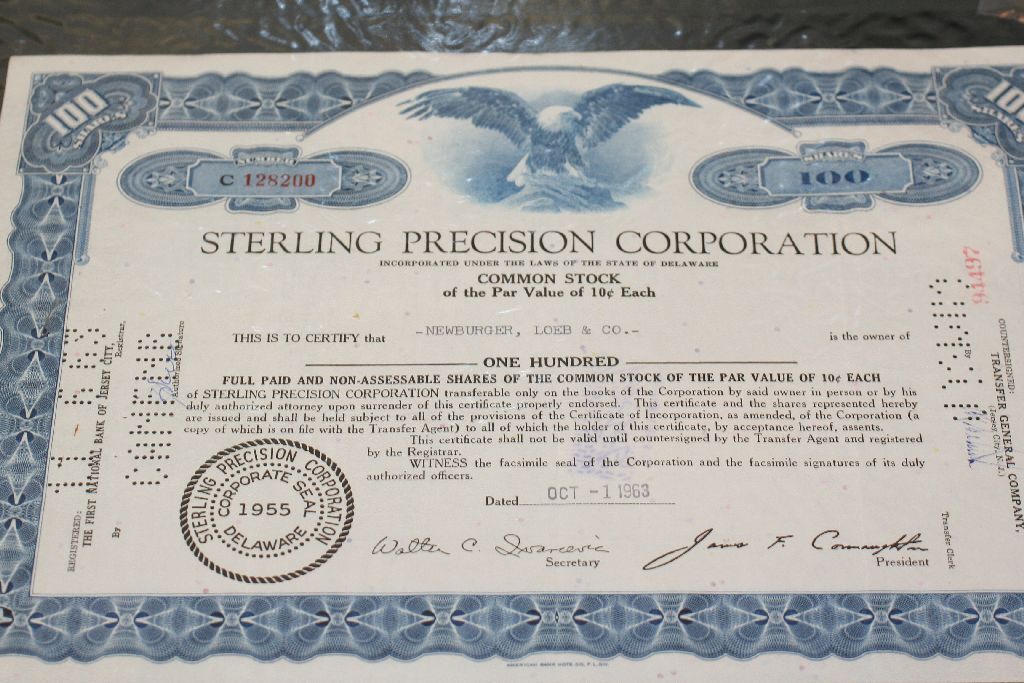 100
SHARES
NUMBER
C 128200
SHARES
100
STERLING PRECISION CORPORATION
INCORPORATED UNDER THE LAWS OF THE STATE OF DELAWARE
COMMON STOCK
of the Par Value of 10¢ Each
THIS IS TO CERTIFY that
-NEWBURGER, LOEB & CO.-
is the owner of
ONE HUNDRED
FULL PAID AND NON-ASSESSABLE SHARES OF THE COMMON STOCK OF THE PAR VALUE OF 10¢ EACH
of STERLING PRECISION CORPORATION transferable only on the books of the Corporation by said owner in person or by his
duly authorized attorney upon surrender of this certificate properly endorsed. This certificate and the shares represented hereby
are issued and shall be held subject to all of the provisions of the Certificate of Incorporation, as amended, of the Corporation (a
copy of which is on file with the Transfer Agent) to all of which the holder of this certificate, by acceptance hereof, assents.
This certificate shall not be valid until countersigned by the Transfer Agent and registered
by the Registrar.
WITNESS the facsimile seal of the Corporation and the facsimile signatures of its duly
authorized officers.
Dated
OCT -1 1963
STERLING PRECISION CORPORATION
CORPORATE SEAL
1955
DELAWARE
Walter C.
Secretary
James F.
President
REGISTERED:
THE FIRST NATIONAL BANK OF JERSEY CITY,
Registrar,
By
Authorized Signature
91497
COUNTERSIGNED:
TRANSFER GENERAL COMPANY,
(Jersey City, N.J.)
By
Transfer Clerk